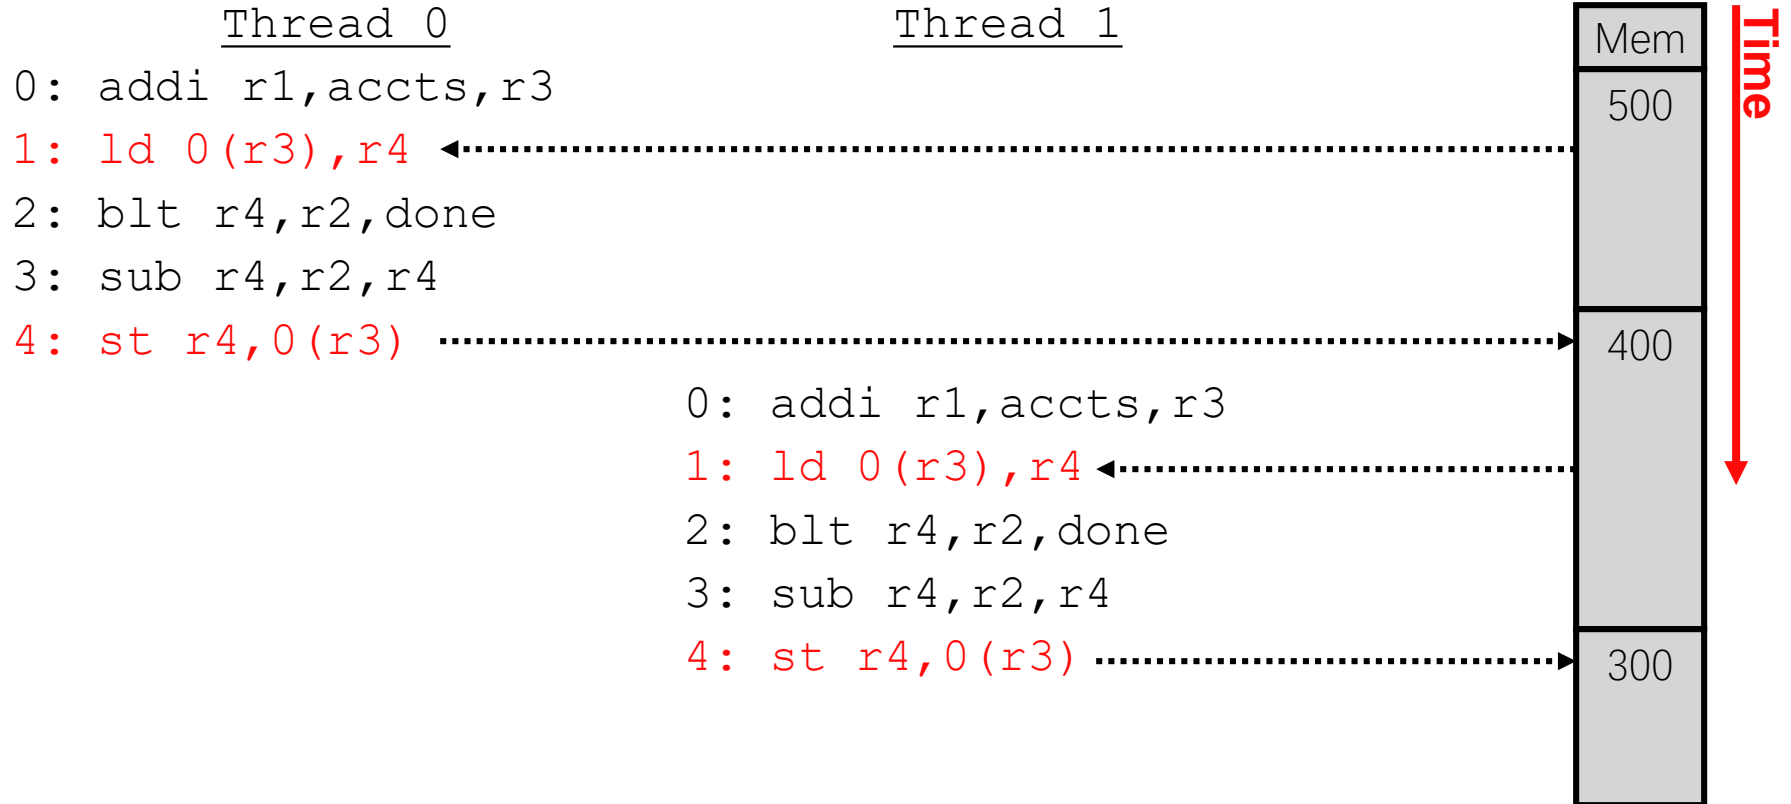 Thread 0
Thread 1
Mem
Time
0: addi r1,accts,r3
500
1: ld 0(r3),r4
2: blt r4,r2,done
3: sub r4,r2,r4
4: st r4,0(r3)
400
0: addi r1,accts,r3
1: ld 0(r3),r4
2: blt r4,r2,done
3: sub r4,r2,r4
4: st r4,0(r3)
300